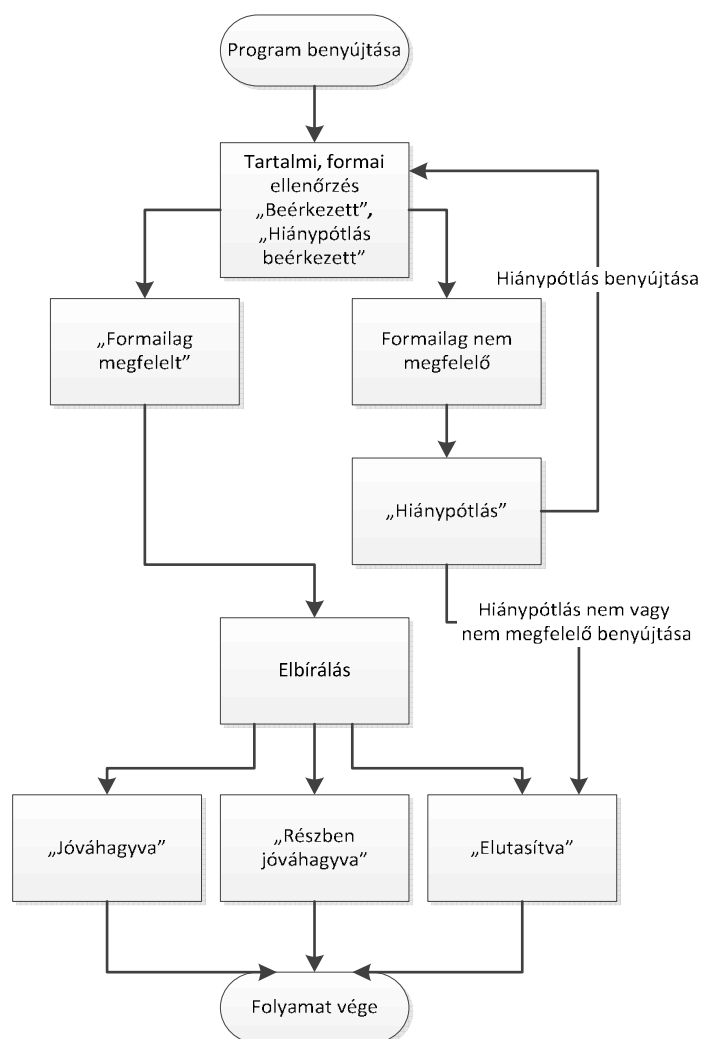 Program benyújtása
Tartalmi, formai
ellenőrzés
„Beérkezett”,
„Hiánypótlás
beérkezett”
Hiánypótlás benyújtása
„Formailag
megfelelt”
Formailag nem
megfelelő
„Hiánypótlás”
Hiánypótlás nem vagy
nem megfelelő benyújtása
Elbírálás
„Jóváhagyva”
„Részben
jóváhagyva”
„Elutasítva”
Folyamat vége